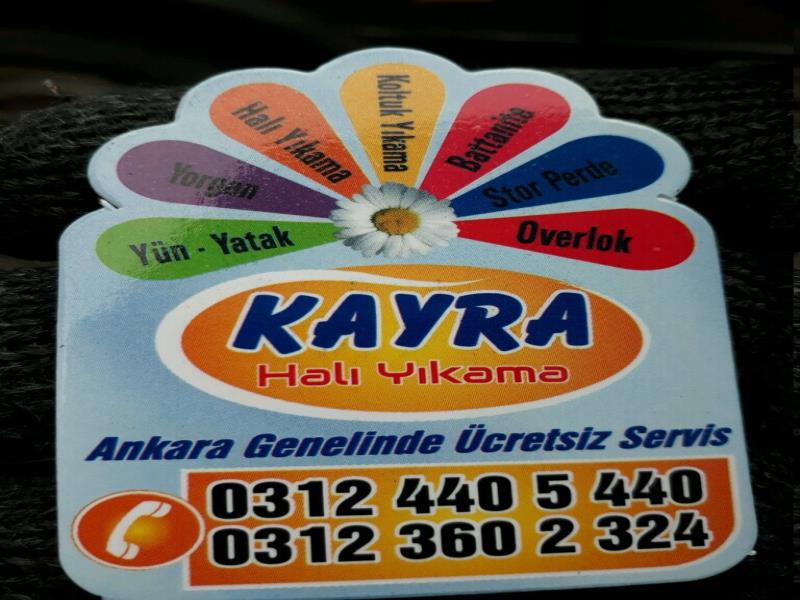 Yün - Yatak
Yorgan
Halı Yıkama
Koltuk Yıkama
Battaniye
Stor Perde
Overlok
KAYRA
Halı Yıkama
Ankara Genelinde Ücretsiz Servis
0312 440 5 440
0312 360 2 324